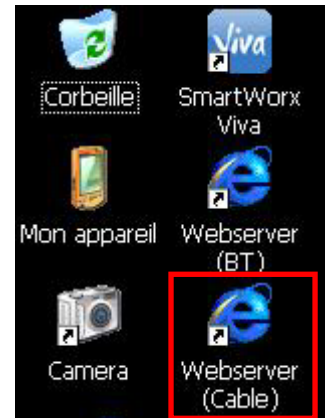 Viva
Corbeille
SmartWorx
Viva
Mon appareil
Webserver
(BT)
Camera
Webserver
(Cable)